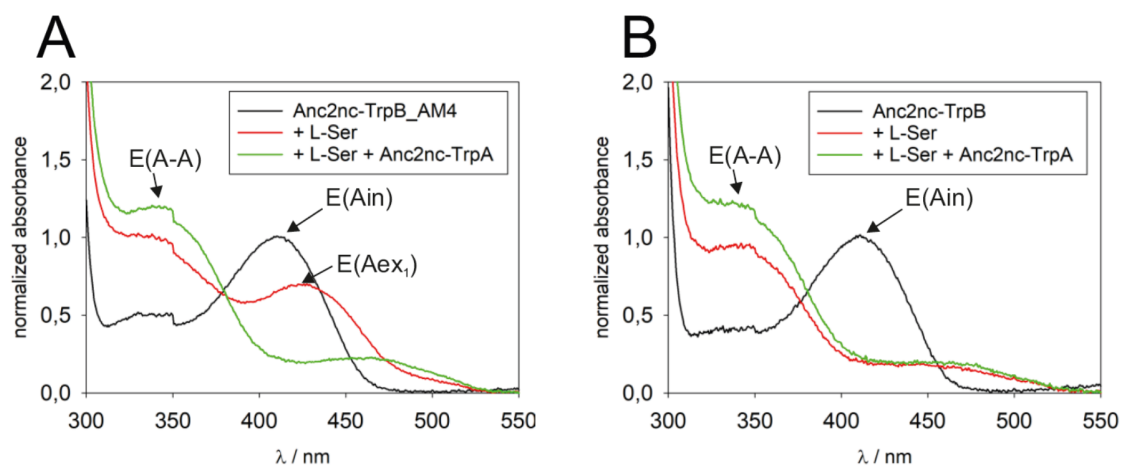 A
normalized absorbance
2,0
1,5
1,0
0,5
0,0
Anc2nc-TrpB_AM4
+ L-Ser
+ L-Ser + Anc2nc-TrpA
E(A-A)
E(Ain)
E(Aex₁)
300 350 400 450 500 550
λ / nm
B
normalized absorbance
2,0
1,5
1,0
0,5
0,0
Anc2nc-TrpB
+ L-Ser
+ L-Ser + Anc2nc-TrpA
E(A-A)
E(Ain)
300 350 400 450 500 550
λ / nm